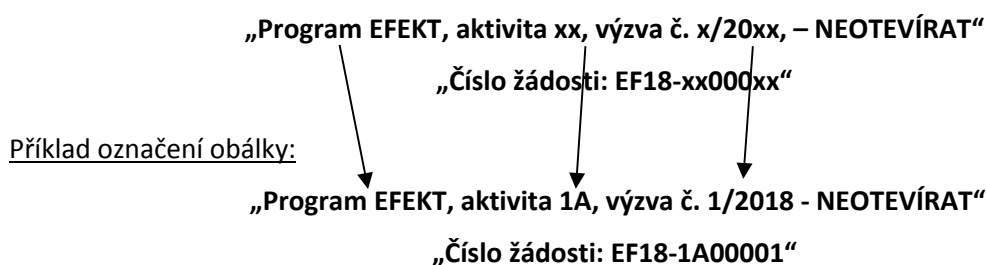 „Program EFEKT, aktivita xx, výzva č. x/20xx, – NEOTEVÍRAT“
„Číslo žádosti: EF18-xx000xx“
Příklad označení obálky:
„Program EFEKT, aktivita 1A, výzva č. 1/2018 - NEOTEVÍRAT“
„Číslo žádosti: EF18-1A00001“